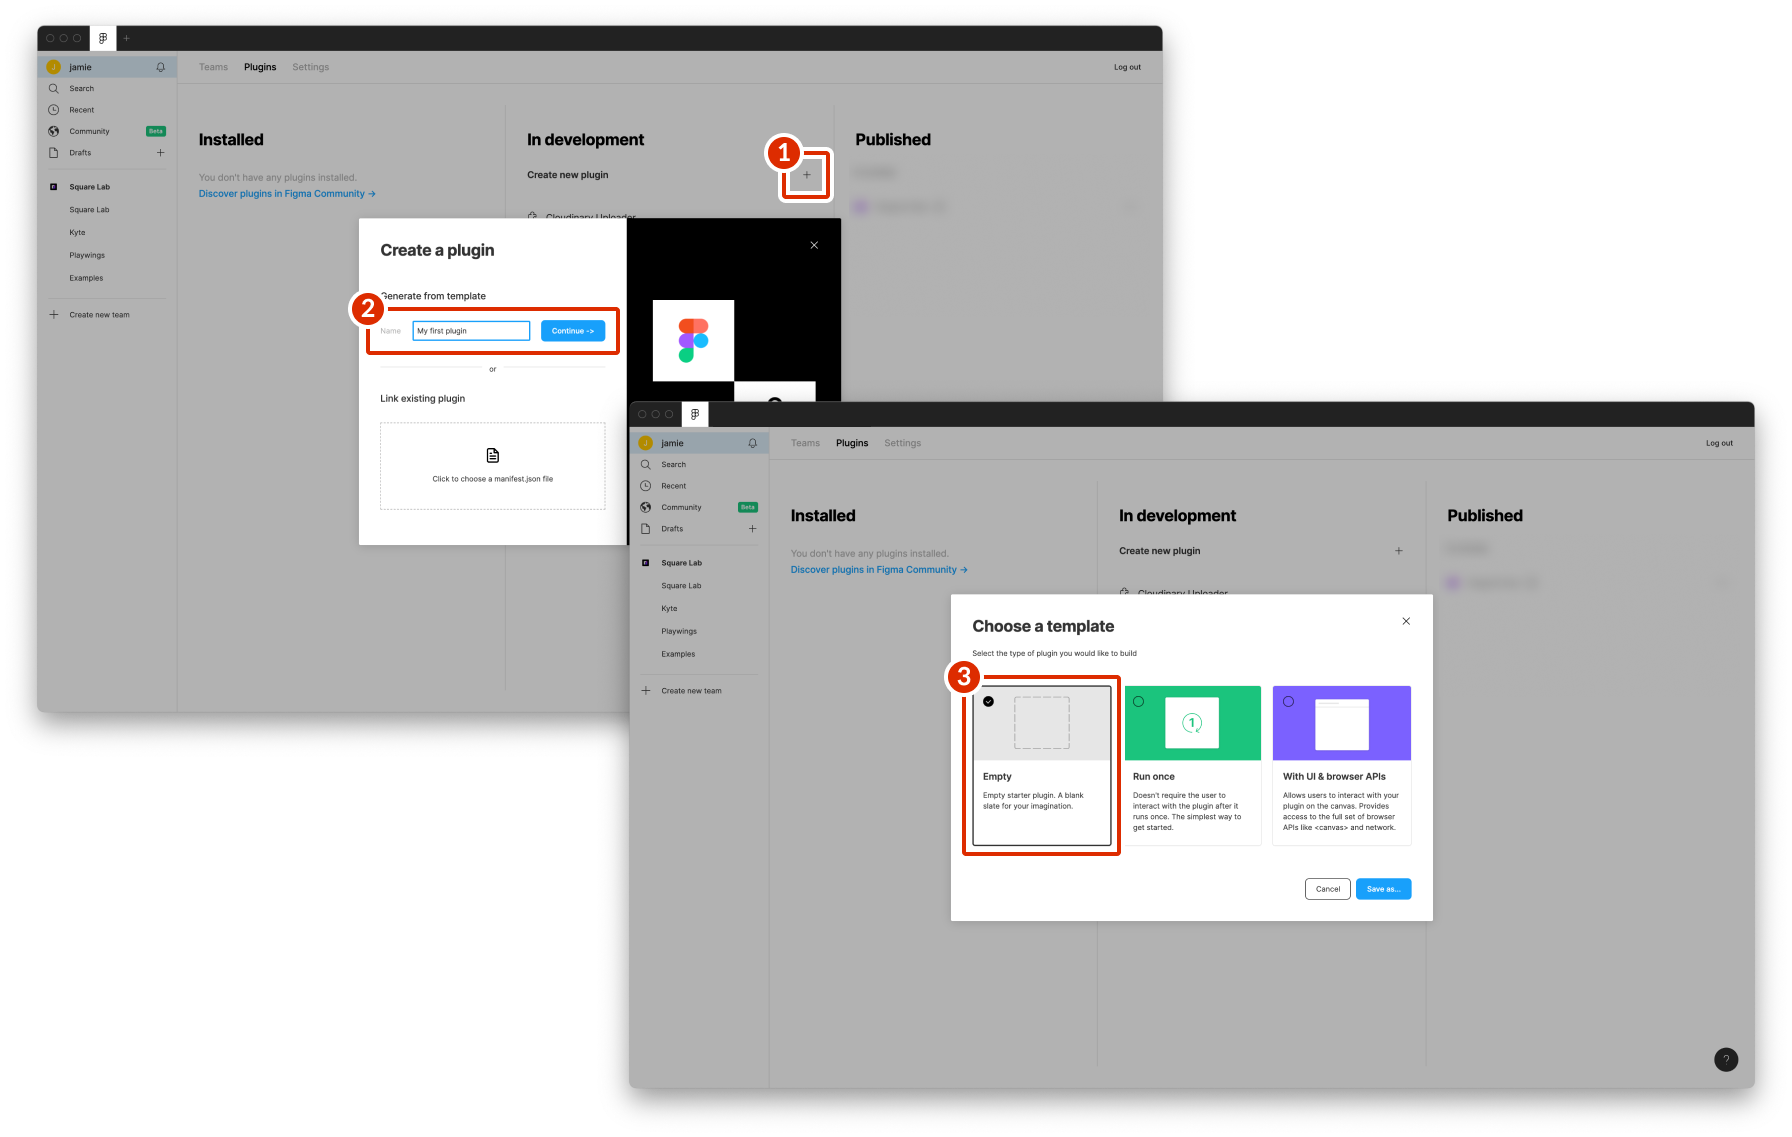 jamie
Search
Recent
Community
Beta
Drafts
Square Lab
Square Lab
Kyte
Playwings
Examples
Create new team
Teams
Plugins
Settings
Log out
Installed
You don't have any plugins installed.
Discover plugins in Figma Community →
In development
Create new plugin
1
Cloudinary Uploader
Published
Create a plugin
Generate from template
2
Name
My first plugin
Continue ->
or
Link existing plugin
Click to choose a manifest.json file
jamie
Search
Recent
Community
Beta
Drafts
Square Lab
Square Lab
Kyte
Playwings
Examples
Create new team
Teams
Plugins
Settings
Log out
Installed
You don't have any plugins installed.
Discover plugins in Figma Community →
In development
Create new plugin
Cloudinary Uploader
Published
Choose a template
Select the type of plugin you would like to build
3
Empty
Empty starter plugin. A blank
slate for your imagination.
1
Run once
Doesn't require the user to
interact with the plugin after it
runs once. The simplest way to
get started.
With UI & browser APIs
Allows users to interact with your
plugin on the canvas. Provides
access to the full set of browser
APIs like <canvas> and network.
Cancel
Save as...
?